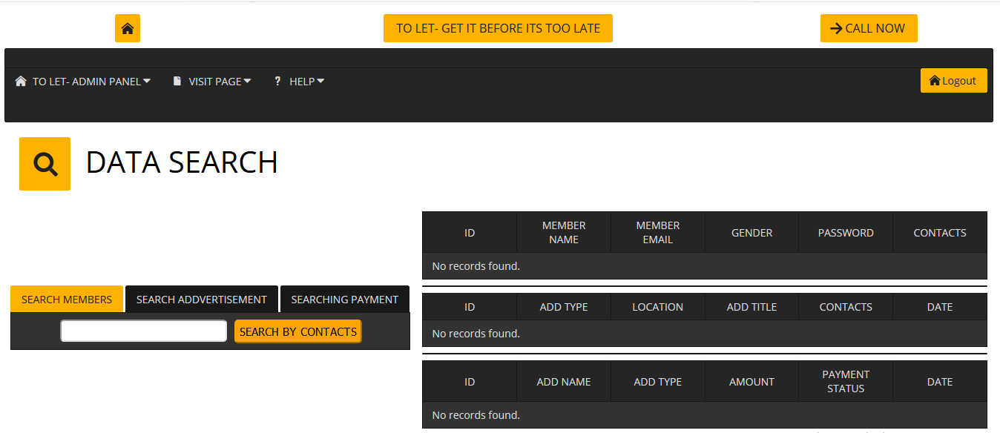 TO LET- GET IT BEFORE ITS TOO LATE
CALL NOW
TO LET- ADMIN PANEL VISIT PAGE ? HELP
Logout
DATA SEARCH
ID MEMBER NAME MEMBER EMAIL GENDER PASSWORD CONTACTS
No records found.
SEARCH MEMBERS SEARCH ADDVERTISEMENT SEARCHING PAYMENT
SEARCH BY CONTACTS
ID ADD TYPE LOCATION ADD TITLE CONTACTS DATE
No records found.
ID ADD NAME ADD TYPE AMOUNT PAYMENT STATUS DATE
No records found.